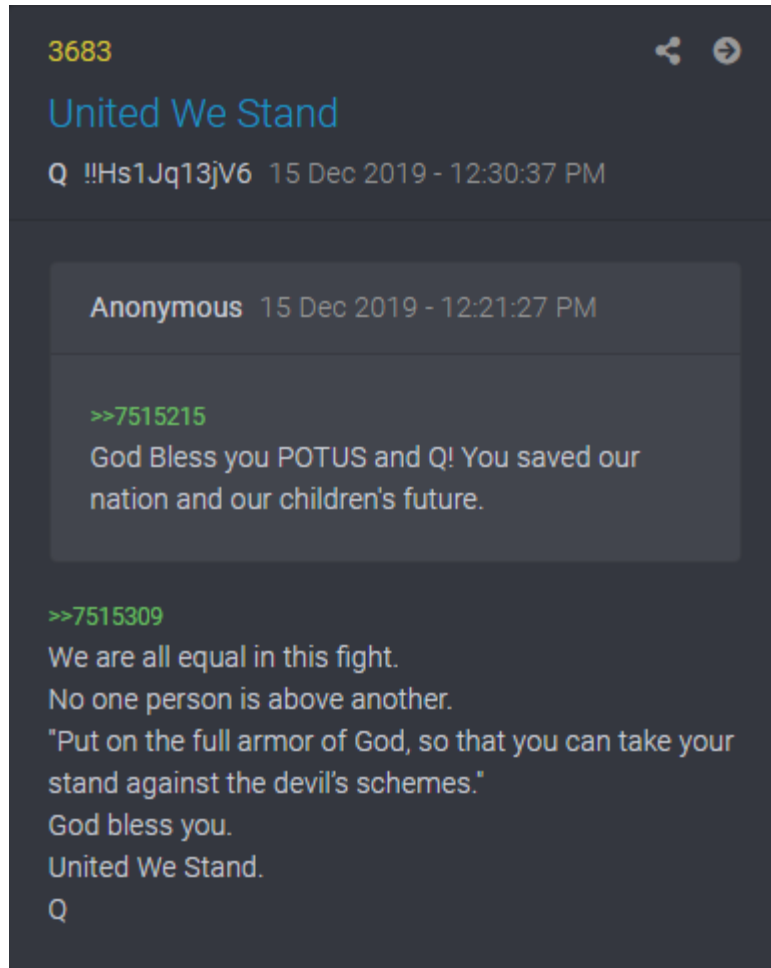 3683
United We Stand
Q !!Hs1Jq13jV6 15 Dec 2019 - 12:30:37 PM
Anonymous 15 Dec 2019 - 12:21:27 PM
>>7515215
God Bless you POTUS and Q! You saved our
nation and our children's future.
>>7515309
We are all equal in this fight.
No one person is above another.
"Put on the full armor of God, so that you can take your
stand against the devil’s schemes."
God bless you.
United We Stand.
Q